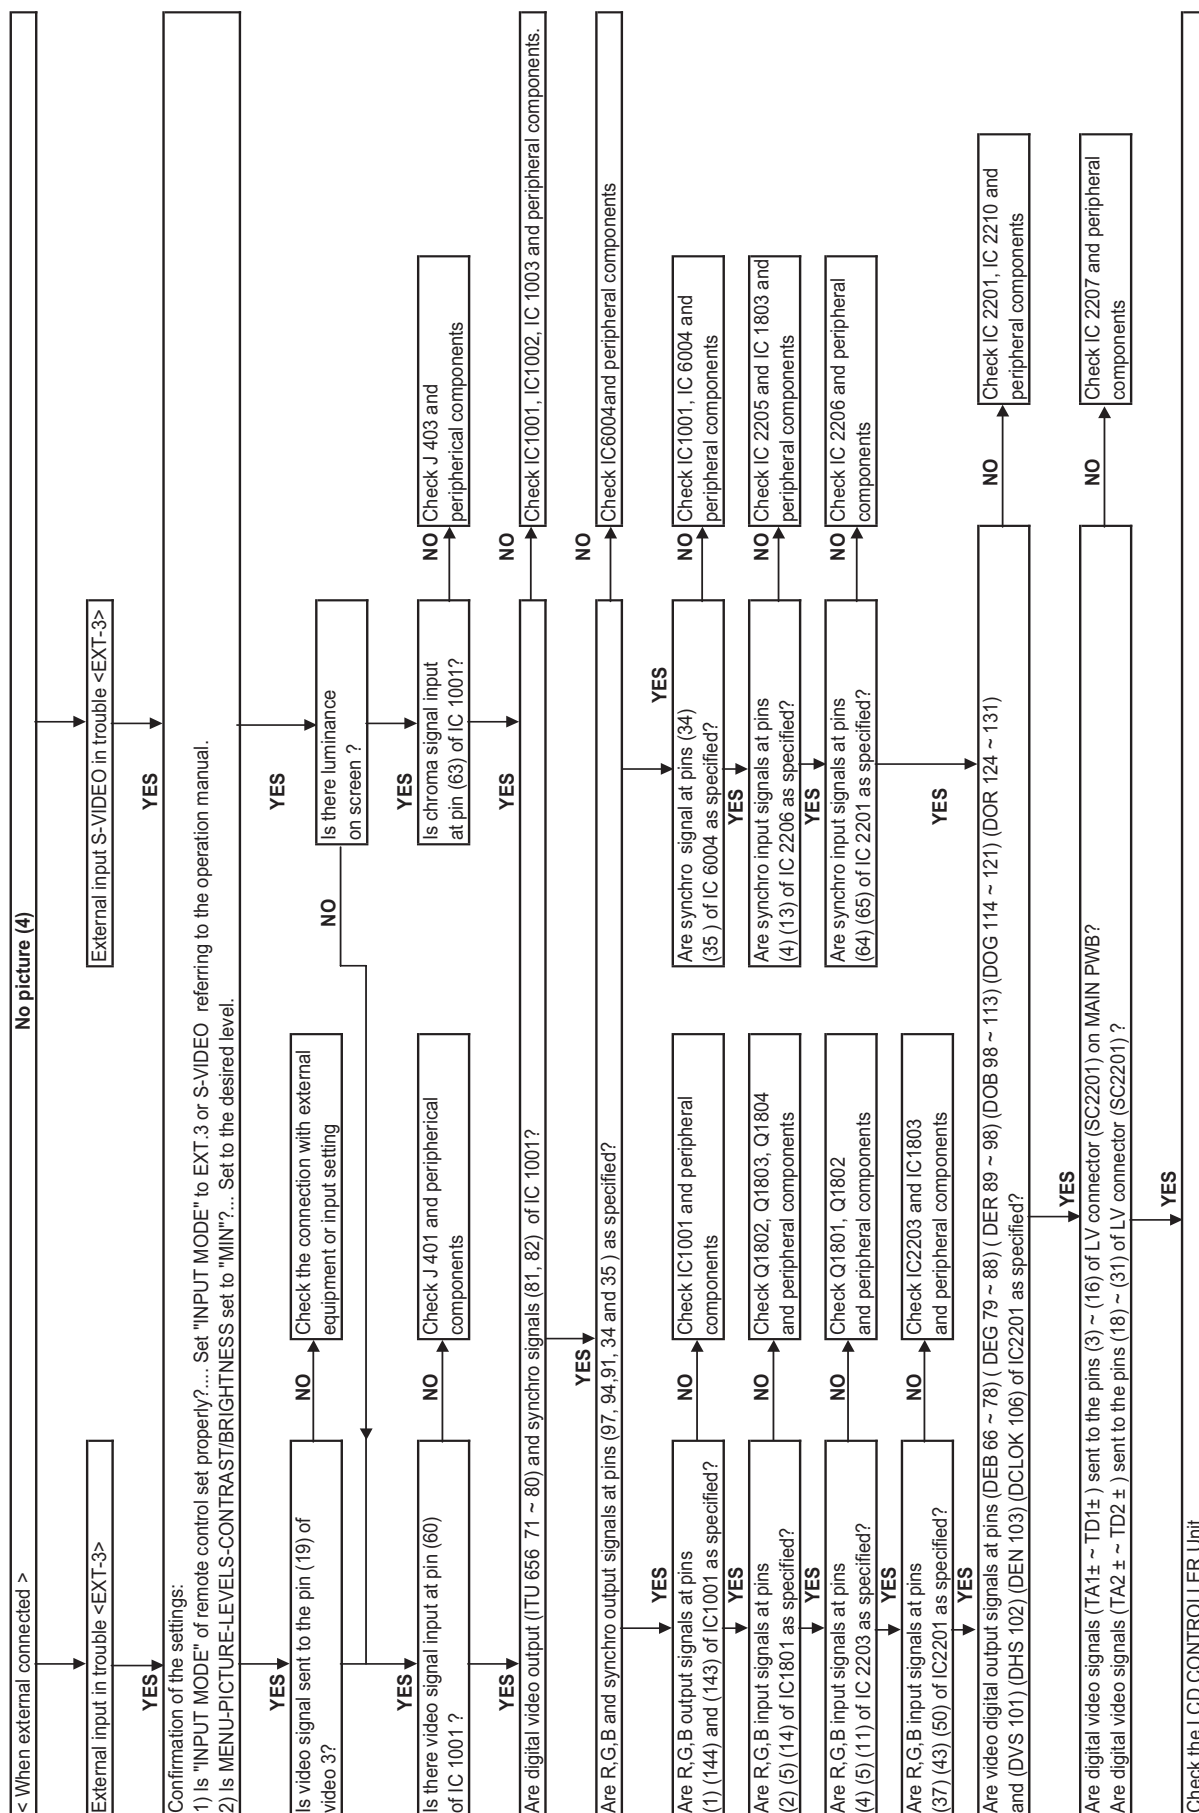 No picture (4)
< When external connected >
External input in trouble <EXT-3>
External input S-VIDEO in trouble <EXT-3>
YES
YES
Confirmation of the settings:
1) Is "INPUT MODE" of remote control set properly?.... Set "INPUT MODE" to EXT.3 or S-VIDEO referring to the operation manual.
2) Is MENU-PICTURE-LEVELS-CONTRAST/BRIGHTNESS set to "MIN"?... Set to the desired level.
YES
YES
Is video signal sent to the pin (19) of
video 3?
NO
Check the connection with external
equipment or input setting
Is there luminance
on screen ?
NO
YES
YES
Is there video signal input at pin (60)
of IC 1001 ?
NO
Check J 401 and peripherical
components
Is chroma signal input
at pin (63) of IC 1001?
NO
Check J 403 and
peripherical components
YES
YES
Are digital video output (ITU 656 71 ~ 80) and synchro signals (81, 82) of IC 1001?
NO
Check IC1001, IC1002, IC 1003 and peripheral components.
YES
Are R,G,B and synchro output signals at pins (97, 94,91, 34 and 35 ) as specified?
NO
Check IC6004and peripheral components
YES
YES
Are R,G,B output signals at pins
(1) (144) and (143) of IC1001 as specified?
NO
Check IC1001 and peripheral
components
Are synchro signal at pins (34)
(35 ) of IC 6004 as specified?
NO
Check IC1001, IC 6004 and
peripheral components
YES
YES
Are R,G,B input signals at pins
(2) (5) (14) of IC1801 as specified?
NO
Check Q1802, Q1803, Q1804
and peripheral components
Are synchro input signals at pins
(4) (13) of IC 2206 as specified?
NO
Check IC 2205 and IC 1803 and
peripheral components
YES
YES
Are R,G,B input signals at pins
(4) (5) (11) of IC 2203 as specified?
NO
Check Q1801, Q1802
and peripheral components
Are synchro input signals at pins
(64) (65) of IC 2201 as specified?
NO
Check IC 2206 and peripheral
components
YES
YES
Are R,G,B input signals at pins
(37) (43) (50) of IC2201 as specified?
NO
Check IC2203 and IC1803
and peripheral components
YES
Are video digital output signals at pins (DEB 66 ~ 78) ( DEG 79 ~ 88) ( DER 89 ~ 98) (DOB 98 ~ 113) (DOG 114 ~ 121) (DOR 124 ~ 131)
and (DVS 101) (DHS 102) (DEN 103) (DCLOK 106) of IC2201 as specified?
NO
Check IC 2201, IC 2210 and
peripheral components
YES
Are digital video signals (TA1± ~ TD1± ) sent to the pins (3) ~ (16) of LV connector (SC2201) on MAIN PWB?
Are digital video signals (TA2 ± ~ TD2 ± ) sent to the pins (18) ~ (31) of LV connector (SC2201) ?
NO
Check IC 2207 and peripheral
components
YES
Check the LCD CONTROLLER Unit